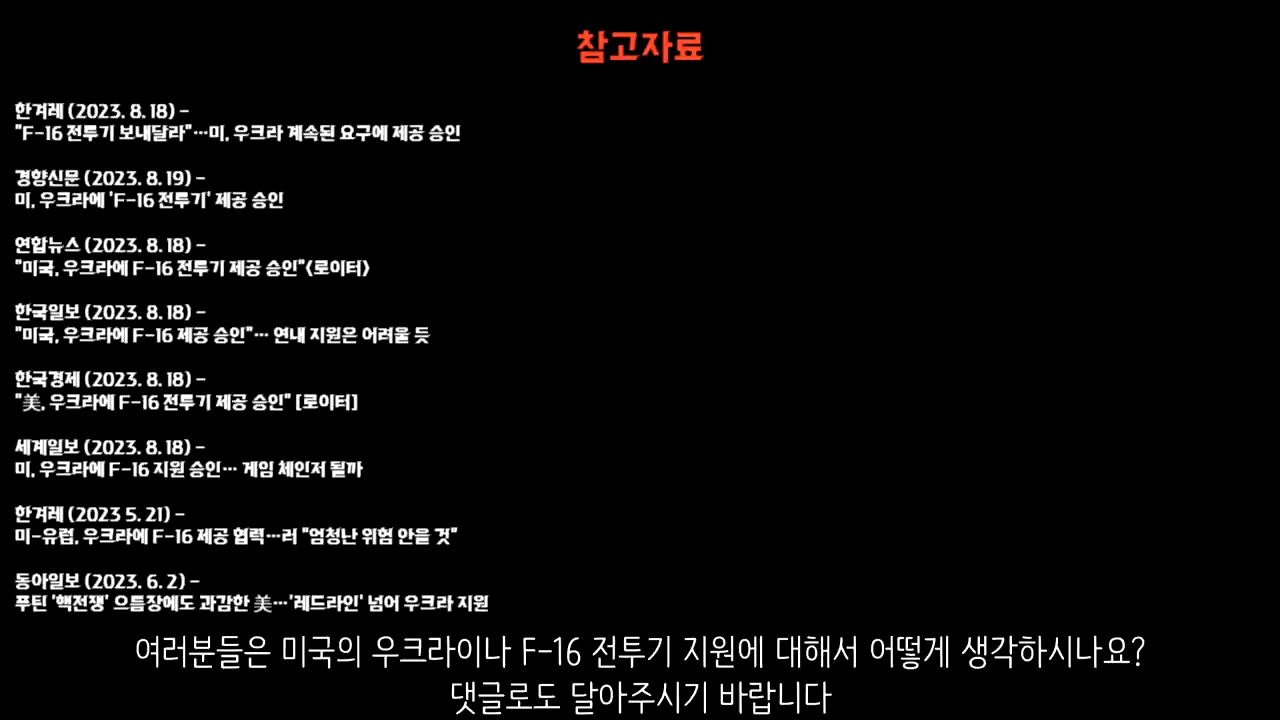 참고자료
한겨레 (2023. 8. 18) -
"F-16 전투기 보내달라"…미, 우크라 계속된 요구에 제공 승인
경향신문 (2023. 8. 19) -
미, 우크라에 'F-16 전투기' 제공 승인
연합뉴스 (2023. 8. 18) -
"미국, 우크라에 F-16 전투기 제공 승인"<로이터>
한국일보 (2023. 8. 18) -
"미국, 우크라에 F-16 제공 승인"… 연내 지원은 어려울 듯
한국경제 (2023. 8. 18) -
"美, 우크라에 F-16 전투기 제공 승인" [로이터]
세계일보 (2023. 8. 18) -
미, 우크라에 F-16 지원 승인… 게임 체인저 될까
한겨레 (2023 5. 21) -
미-유럽, 우크라에 F-16 제공 협력…러 "엄청난 위험 안을 것"
동아일보 (2023. 6. 2) -
푸틴 '핵전쟁' 으름장에도 과감한 美…'레드라인' 넘어 우크라 지원
여러분들은 미국의 우크라이나 F-16 전투기 지원에 대해서 어떻게 생각하시나요?
댓글로도 달아주시기 바랍니다